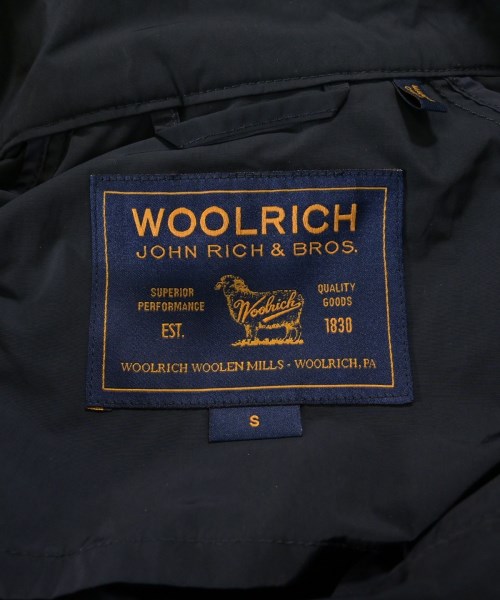 WOOLRICH
JOHN RICH & BROS.
SUPERIOR
PERFORMANCE
EST.
Woolrich
QUALITY
GOODS
1830
WOOLRICH WOOLEN MILLS - WOOLRICH, PA
S